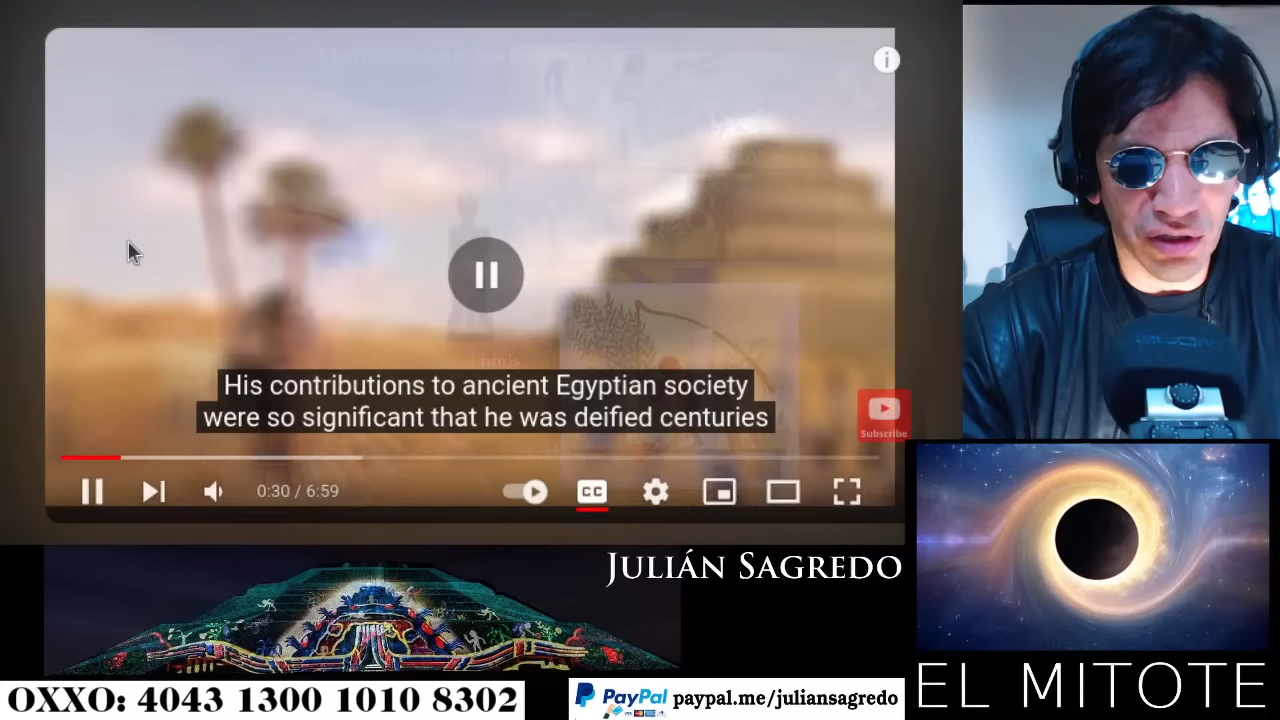 His contributions to ancient Egyptian society
were so significant that he was deified centuries
Subscribe
0:30 / 6:59
CC
JULIÁN SAGREDO
OXXO: 4043 1300 1010 8302
PayPal paypal.me/juliansagredo
EL MITOTE